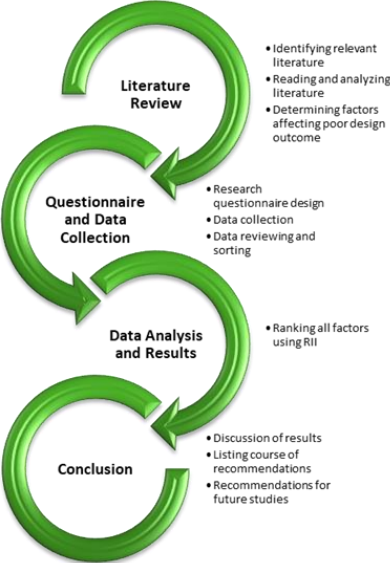 Literature
Review
• Identifying relevant
literature
• Reading and analyzing
literature
• Determining factors
affecting poor design
outcome
Questionnaire
and Data
Collection
• Research
questionnaire design
• Data collection
• Data reviewing and
sorting
Data Analysis
and Results
• Ranking all factors
using RII
Conclusion
• Discussion of results
• Listing course of
recommendations
• Recommendations for
future studies